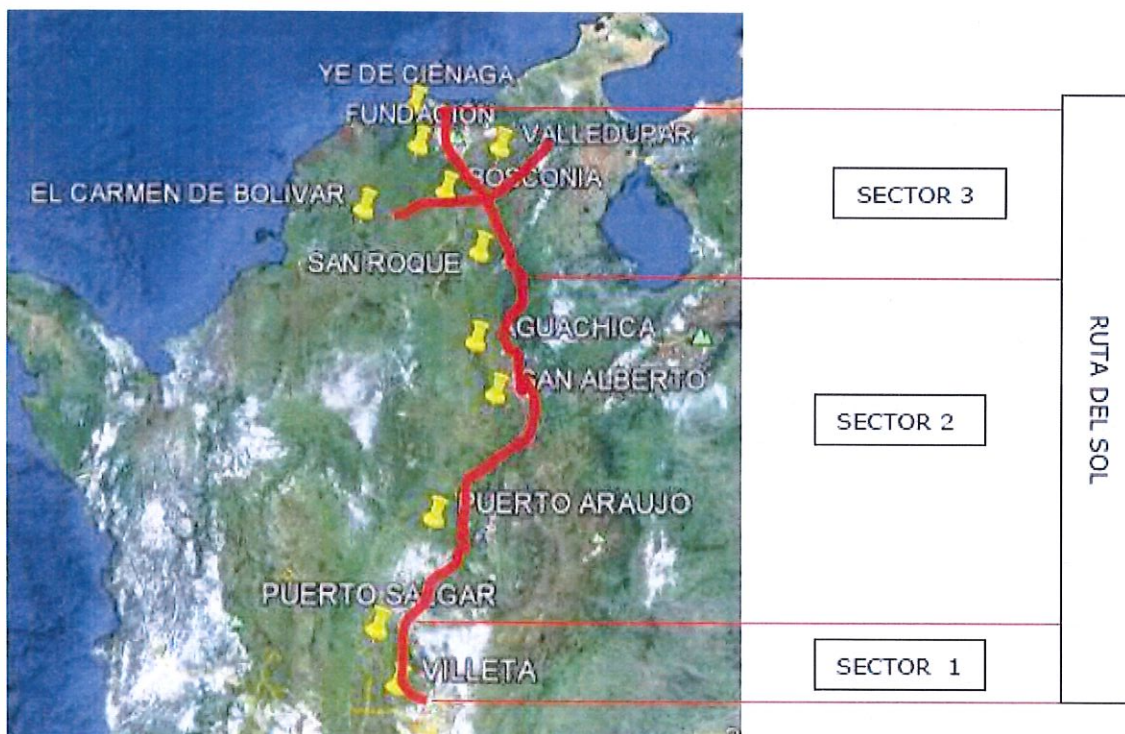 YE DE CIENAGA
FUNDACIÓN
VALLEDUPAR
BOSCONIA
EL CARMEN DE BOLIVAR
SAN ROQUE
AGUACHICA
SAN ALBERTO
PUERTO ARAUJO
PUERTO SALGAR
VILLETA
SECTOR 3
SECTOR 2
SECTOR 1
RUTA DEL SOL